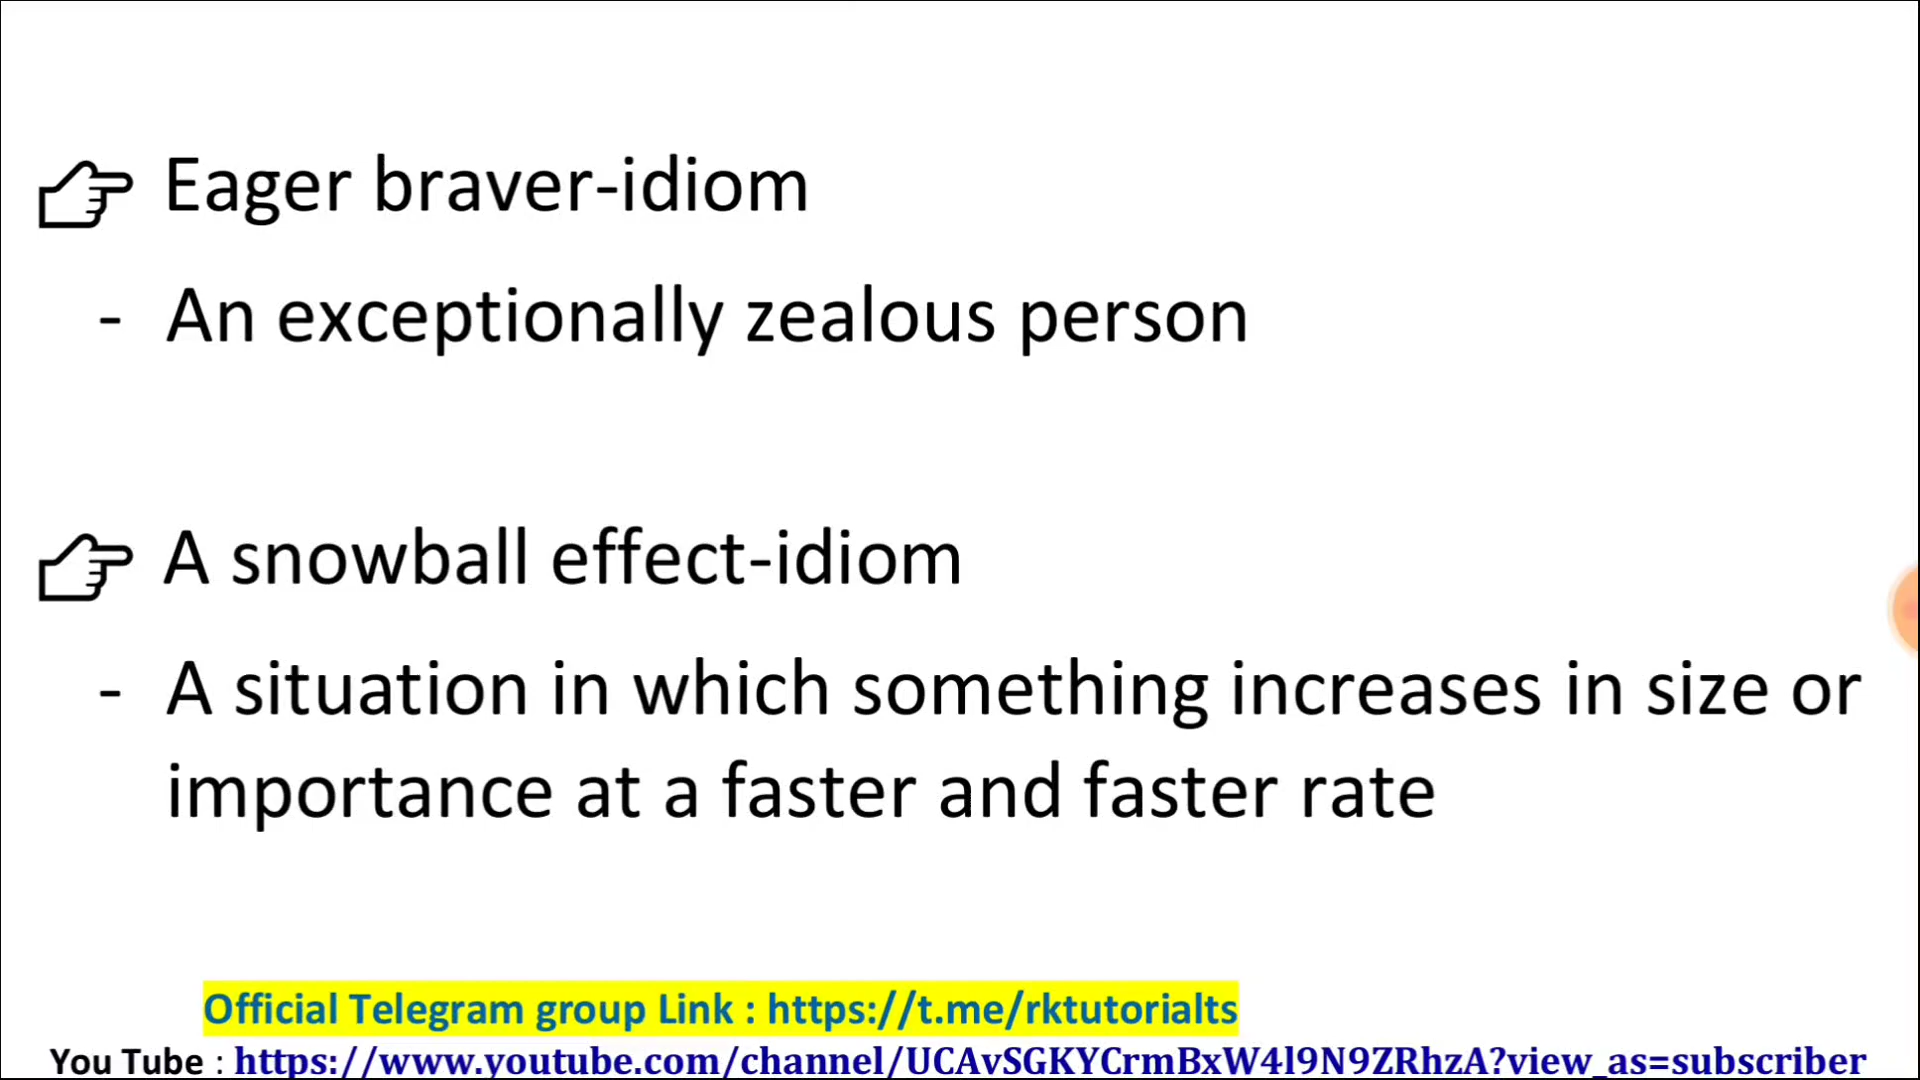 Eager braver-idiom
- An exceptionally zealous person
A snowball effect-idiom
- A situation in which something increases in size or
importance at a faster and faster rate
Official Telegram group Link : https://t.me/rktutorialts
You Tube : https://www.youtube.com/channel/UCAvSGKYCrmBxW4l9N9ZRhzA?view_as=subscriber